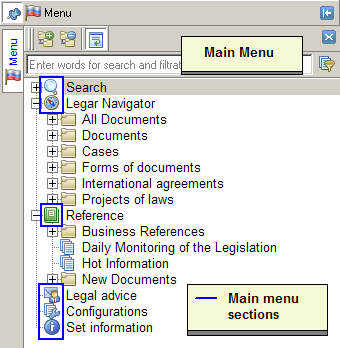 Menu
Menu
Main Menu
Enter words for search and filtrat
Search
Legar Navigator
All Documents
Documents
Cases
Forms of documents
International agreements
Projects of laws
Reference
Business References
Daily Monitoring of the Legislation
Hot Information
New Documents
Legal advice
Configurations
Set information
Main menu
sections